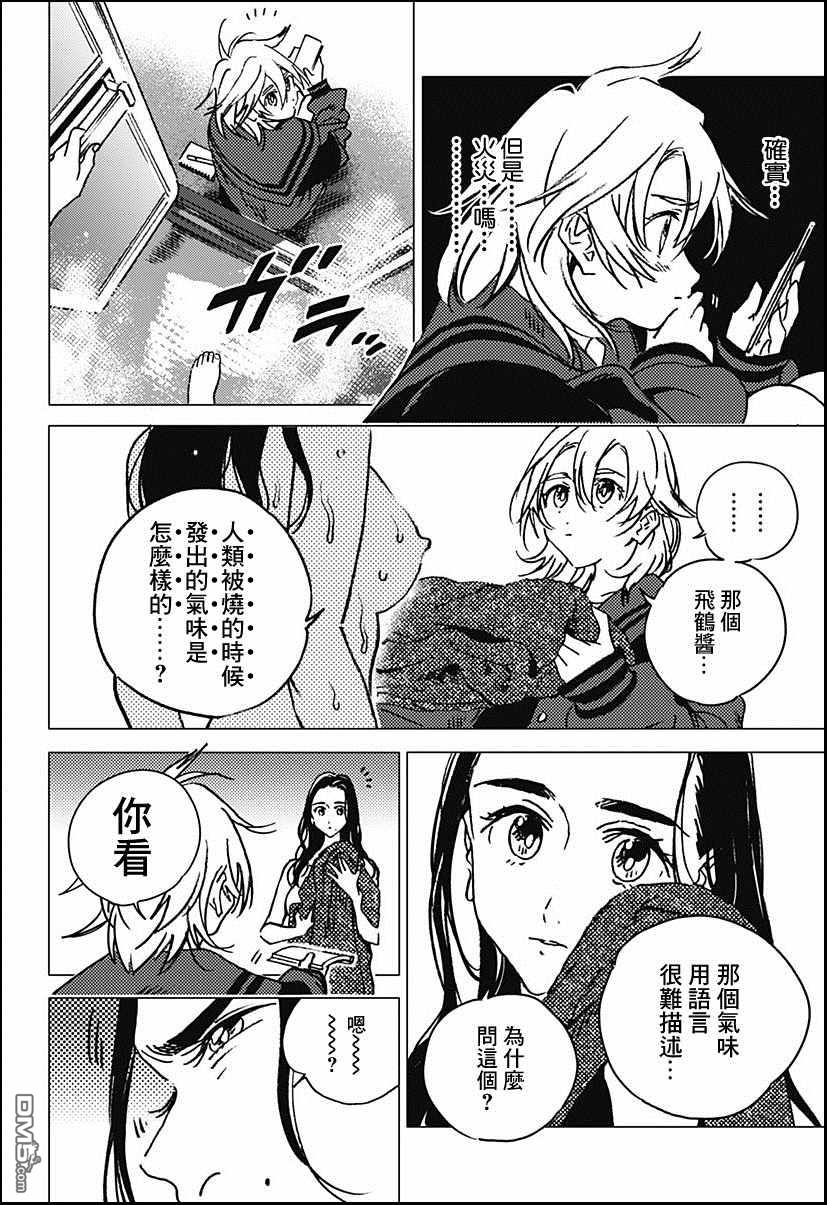 確實…
但是……
火災…嗎……
ガラッ
……
那個
飛鶴醬…
人類被燒的時候
發出的氣味是
怎麼樣的……?
那個氣味
用語言
很難描述…
為什麼
問這個?
你看
嗯~~~?
DM5
.com